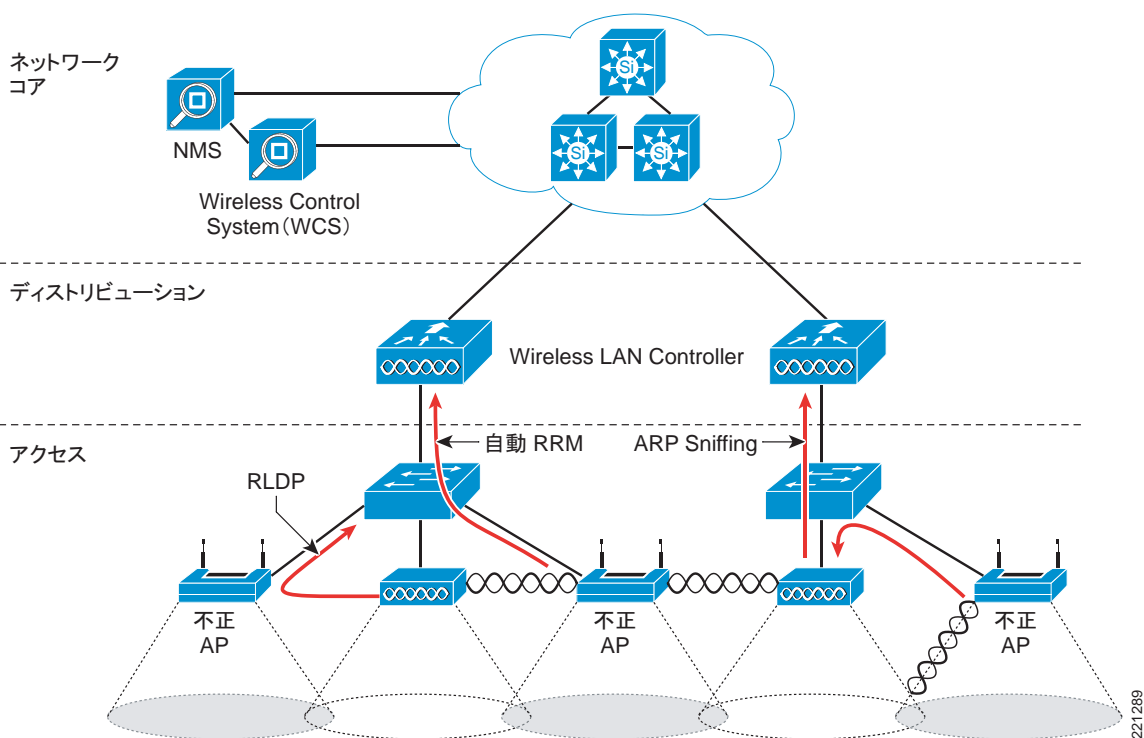 ネットワーク
コア
Si
Si
Si
NMS
Wireless Control
System(WCS)
ディストリビューション
Wireless LAN Controller
アクセス
自動 RRM
ARP Sniffing
RLDP
不正
AP
不正
AP
不正
AP
221289